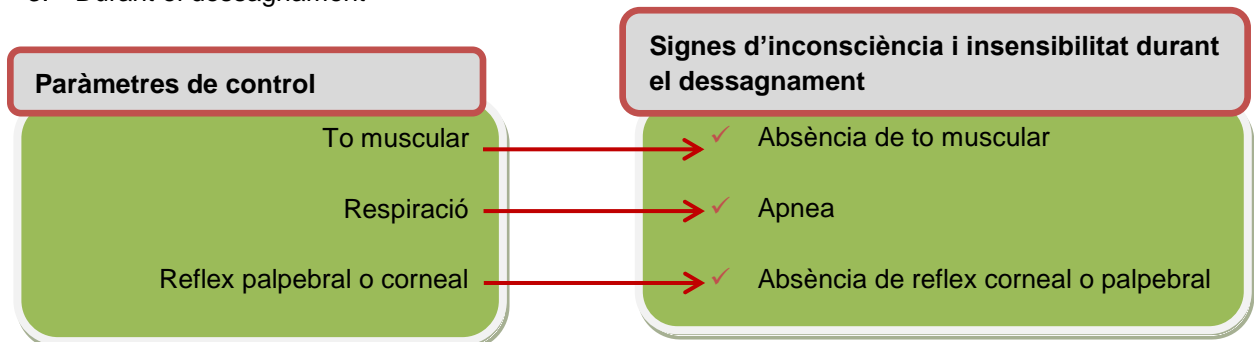 Durant el dessagnament
Paràmetres de control
Signes d’inconsciència i insensibilitat durant
el dessagnament
To muscular
✓ Absència de to muscular
Respiració
✓ Apnea
Reflex palpebral o corneal
✓ Absència de reflex corneal o palpebral